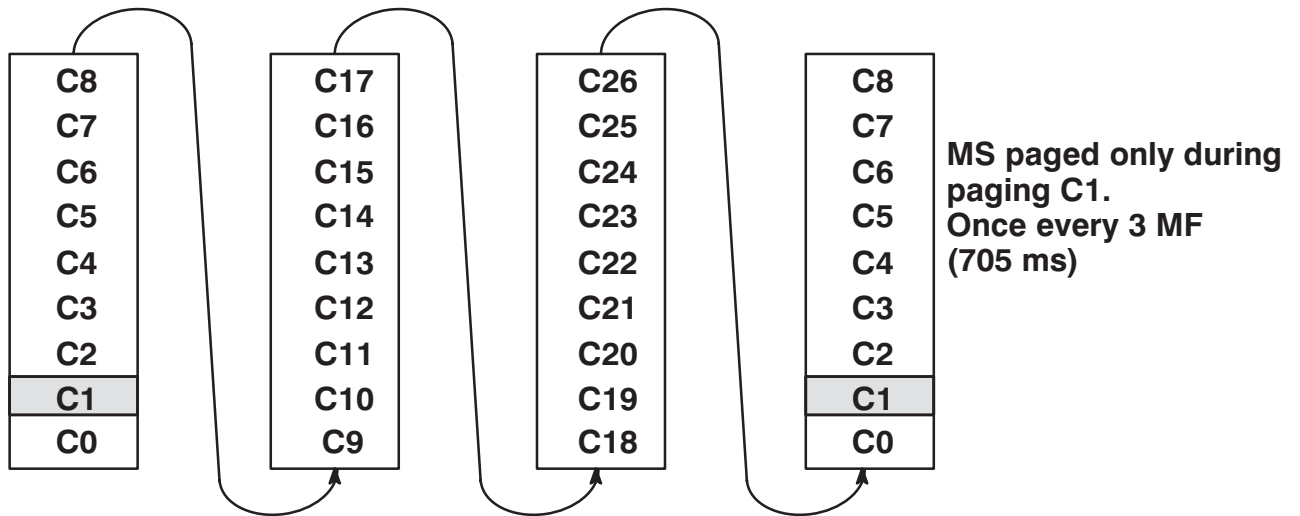 C8
C7
C6
C5
C4
C3
C2
C1
C0
C17
C16
C15
C14
C13
C12
C11
C10
C9
C26
C25
C24
C23
C22
C21
C20
C19
C18
C8
C7
C6
C5
C4
C3
C2
C1
C0
MS paged only during
paging C1.
Once every 3 MF
(705 ms)